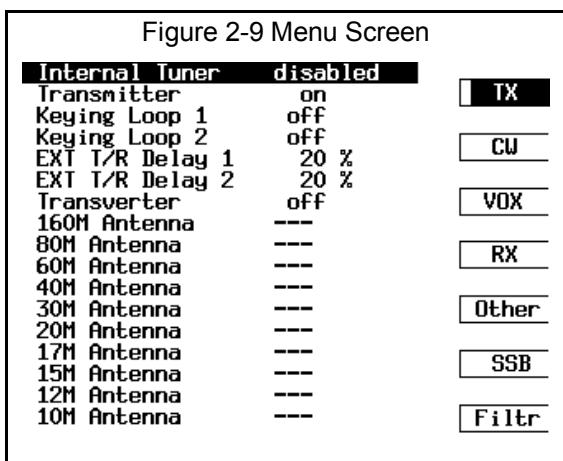 Figure 2-9 Menu Screen
Internal Tuner disabled
Transmitter on
Keying Loop 1 off
Keying Loop 2 off
EXT T/R Delay 1 20 %
EXT T/R Delay 2 20 %
Transverter off
160M Antenna ---
80M Antenna ---
60M Antenna ---
40M Antenna ---
30M Antenna ---
20M Antenna ---
17M Antenna ---
15M Antenna ---
12M Antenna ---
10M Antenna ---
TX
CW
VOX
RX
Other
SSB
Filtr